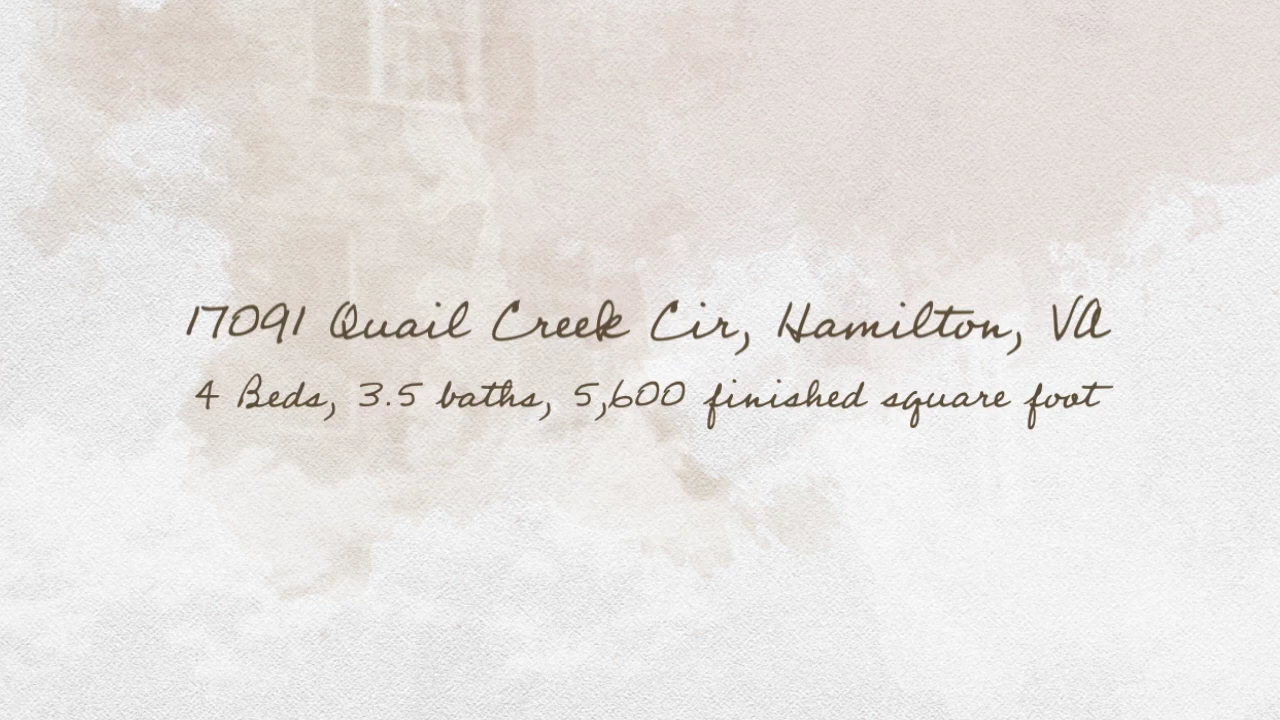 17091 Quail Creek Cir, Hamilton, VA
4 Beds, 3.5 baths, 5,600 finished square foot